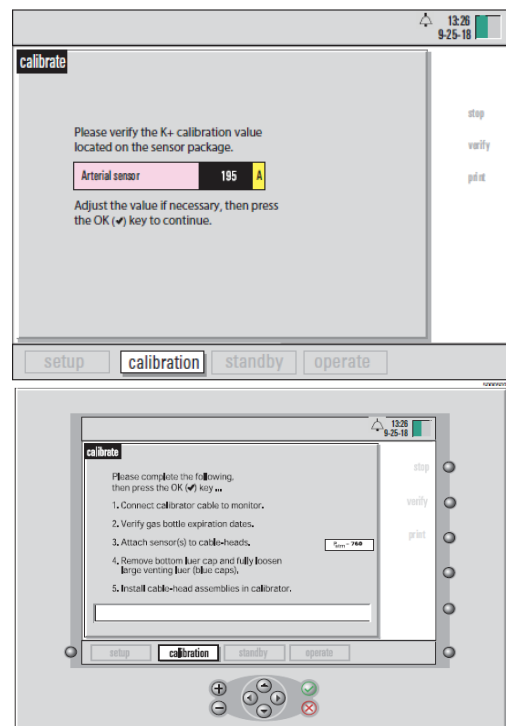 13:26
9-25-18
calibrate
stop
Please verify the K+ calibration value
located on the sensor package.
verify
Arterial sensor 195 A
print
Adjust the value if necessary, then press
the OK (✔) key to continue.
setup calibration standby operate
13:26
9-25-18
calibrate
Please complete the following,
then press the OK (✔) key ...
stop
1. Connect calibrator cable to monitor.
verify
2. Verify gas bottle expiration dates.
3. Attach sensor(s) to cable-heads.
print
Patm = 760
4. Remove bottom luer cap and fully loosen
large venting luer (blue caps).
5. Install cable-head assemblies in calibrator.
setup calibration standby operate